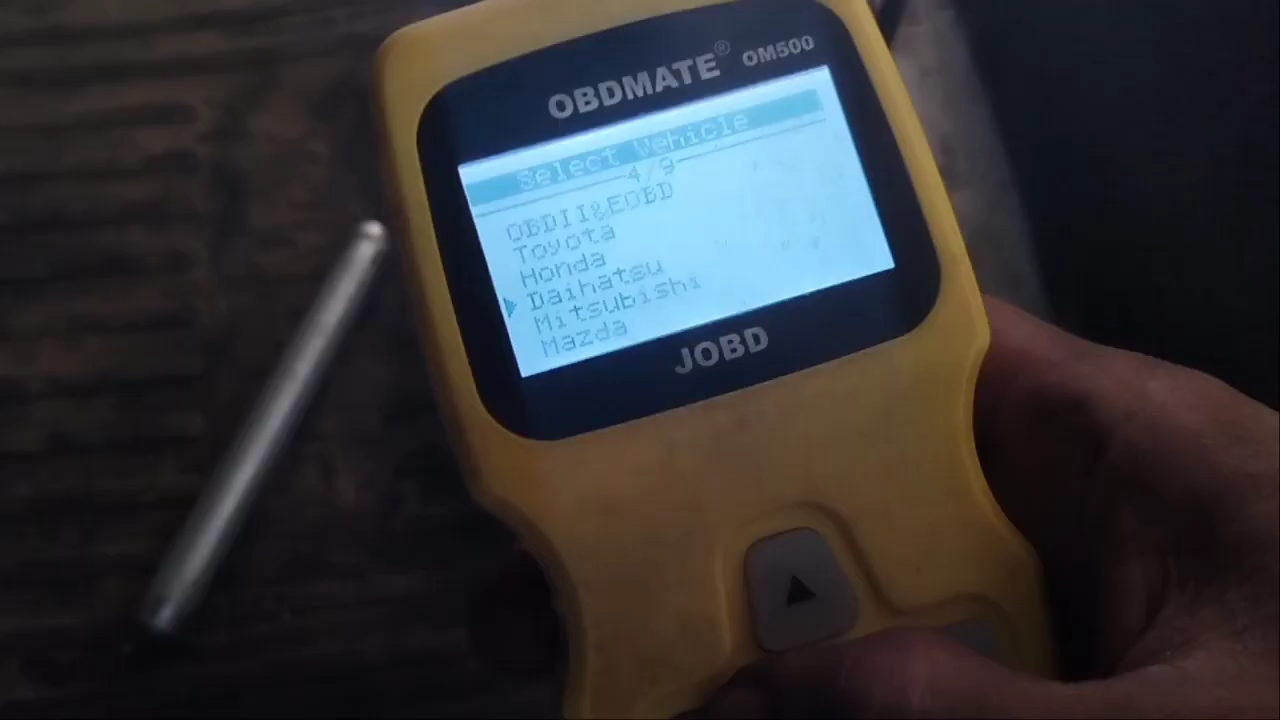 OBDMATE® OM500
Select Vehicle
4/9
OBDII&EOBD
Toyota
Honda
Daihatsu
Mitsubishi
Mazda
JOBD